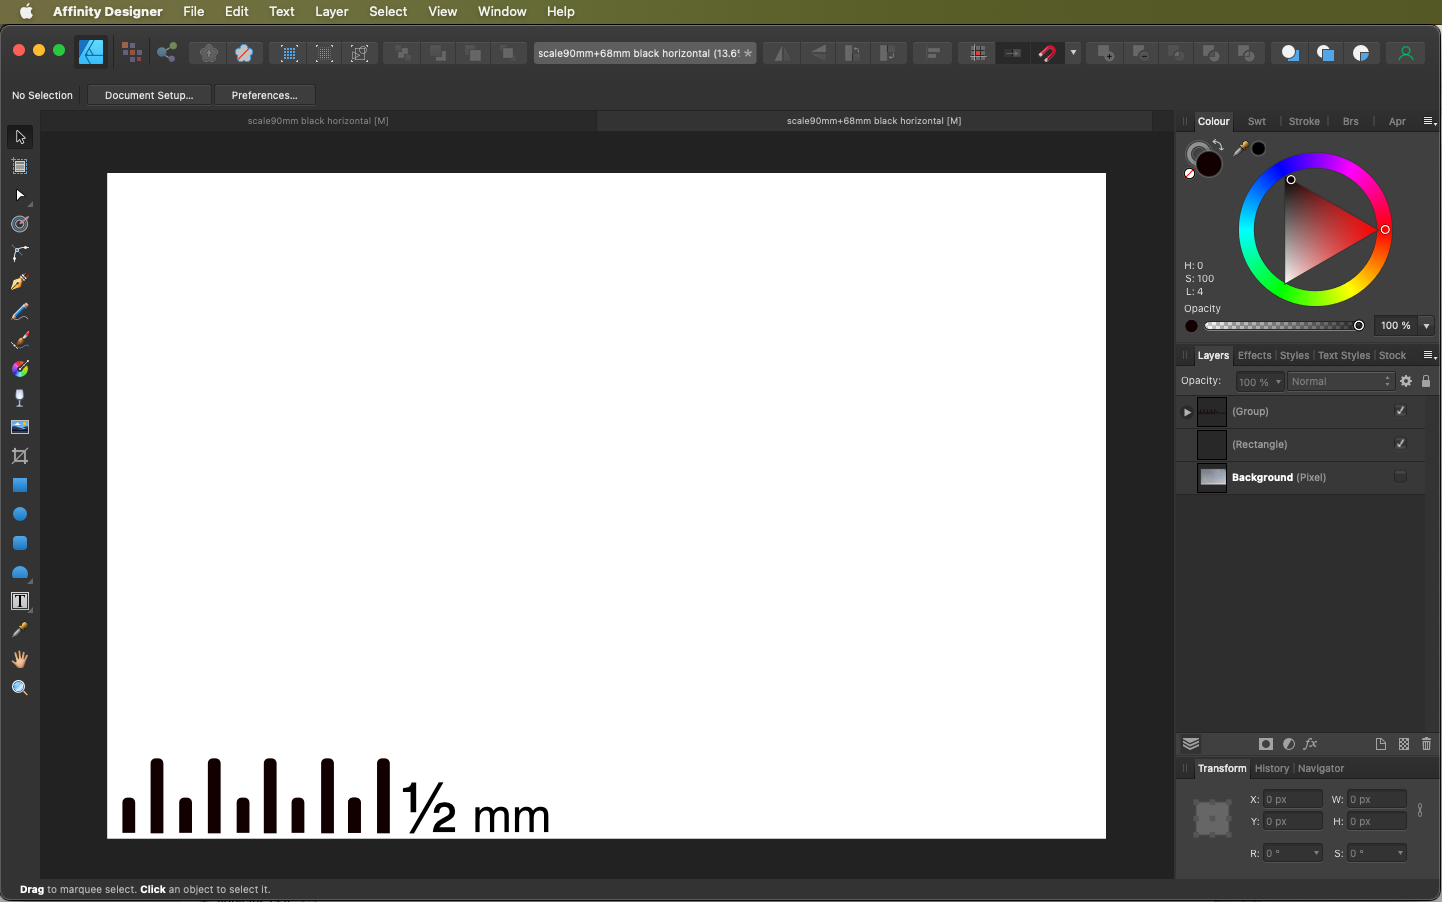 Affinity Designer File Edit Text Layer Select View Window Help
scale90mm+68mm black horizontal (13.6%
No Selection Document Setup... Preferences...
scale90mm black horizontal [M] scale90mm+68mm black horizontal [M]
Colour Swt Stroke Brs Apr
H: 0
S: 100
L: 4
Opacity
100 %
Layers Effects Styles Text Styles Stock
Opacity: 100 % Normal
(Group)
(Rectangle)
Background (Pixel)
fx
Transform History Navigator
X: 0 px W: 0 px
Y: 0 px H: 0 px
R: 0 ° S: 0 °
½ mm
T
Drag to marquee select. Click an object to select it.